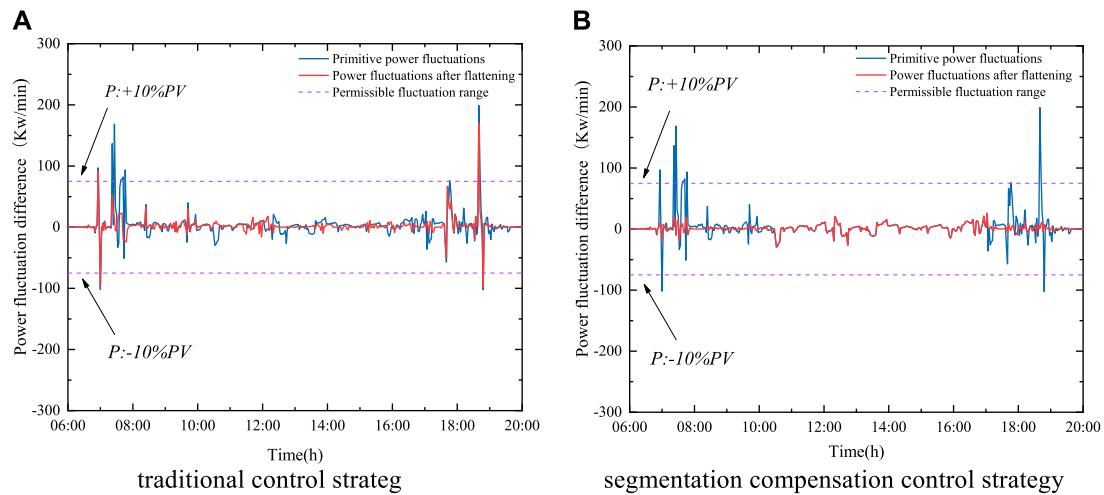 A
300
200
100
0
-100
-200
-300
Power fluctuation difference (Kw/min)
Primitive power fluctuations
Power fluctuations after flattening
Permissible fluctuation range
P:+10%PV
P:-10%PV
06:00 08:00 10:00 12:00 14:00 16:00 18:00 20:00
Time(h)
traditional control strateg
B
300
200
100
0
-100
-200
-300
Power fluctuation difference (Kw/min)
Primitive power fluctuations
Power fluctuations after flattening
Permissible fluctuation range
P:+10%PV
P:-10%PV
06:00 08:00 10:00 12:00 14:00 16:00 18:00 20:00
Time(h)
segmentation compensation control strategy